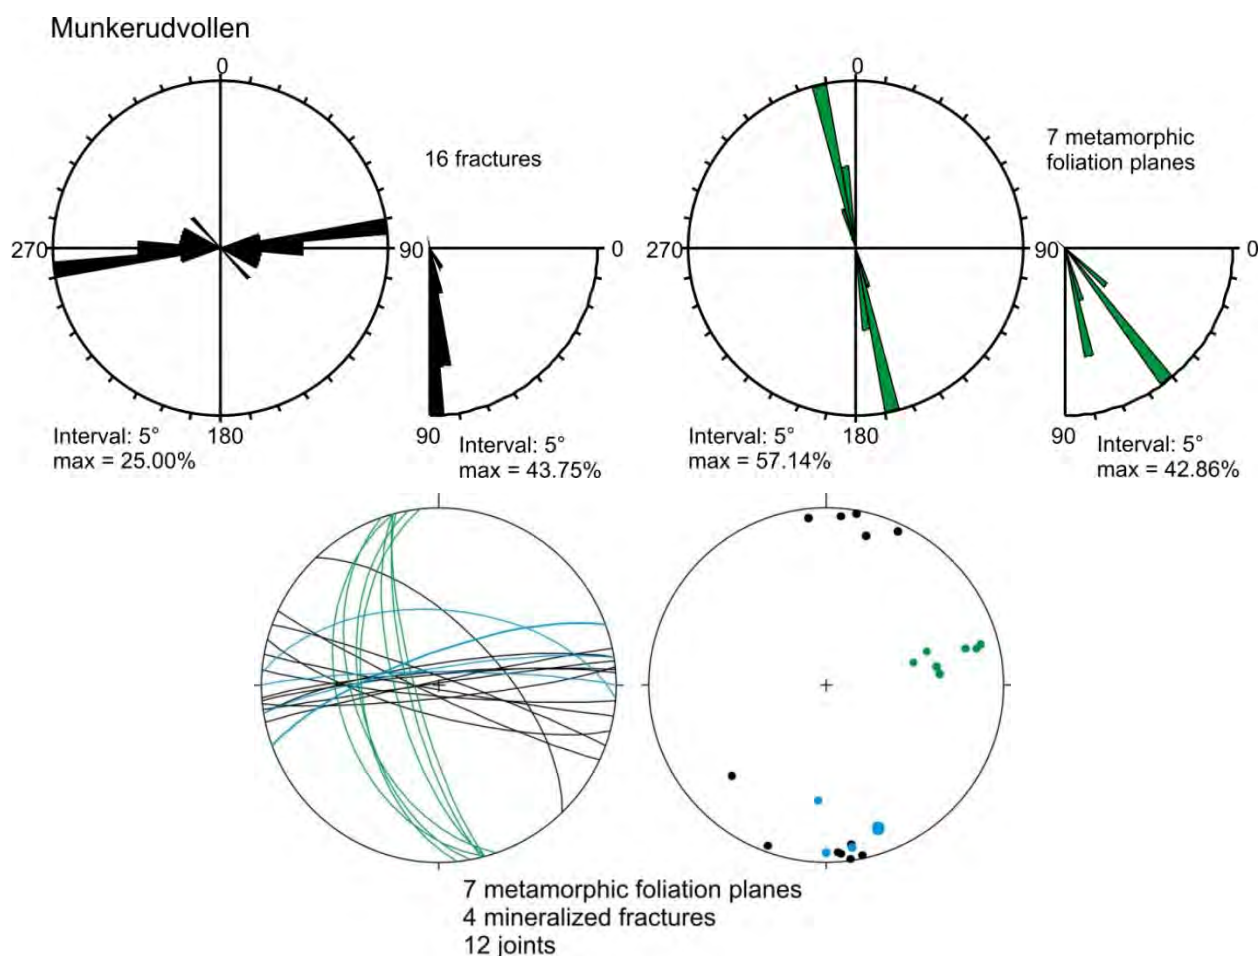 Munkerudvollen
0
270
90
180
16 fractures
0
90
Interval: 5°
max = 25.00%
Interval: 5°
max = 43.75%
0
270
90
180
7 metamorphic
foliation planes
0
90
Interval: 5°
max = 57.14%
Interval: 5°
max = 42.86%
7 metamorphic foliation planes
4 mineralized fractures
12 joints